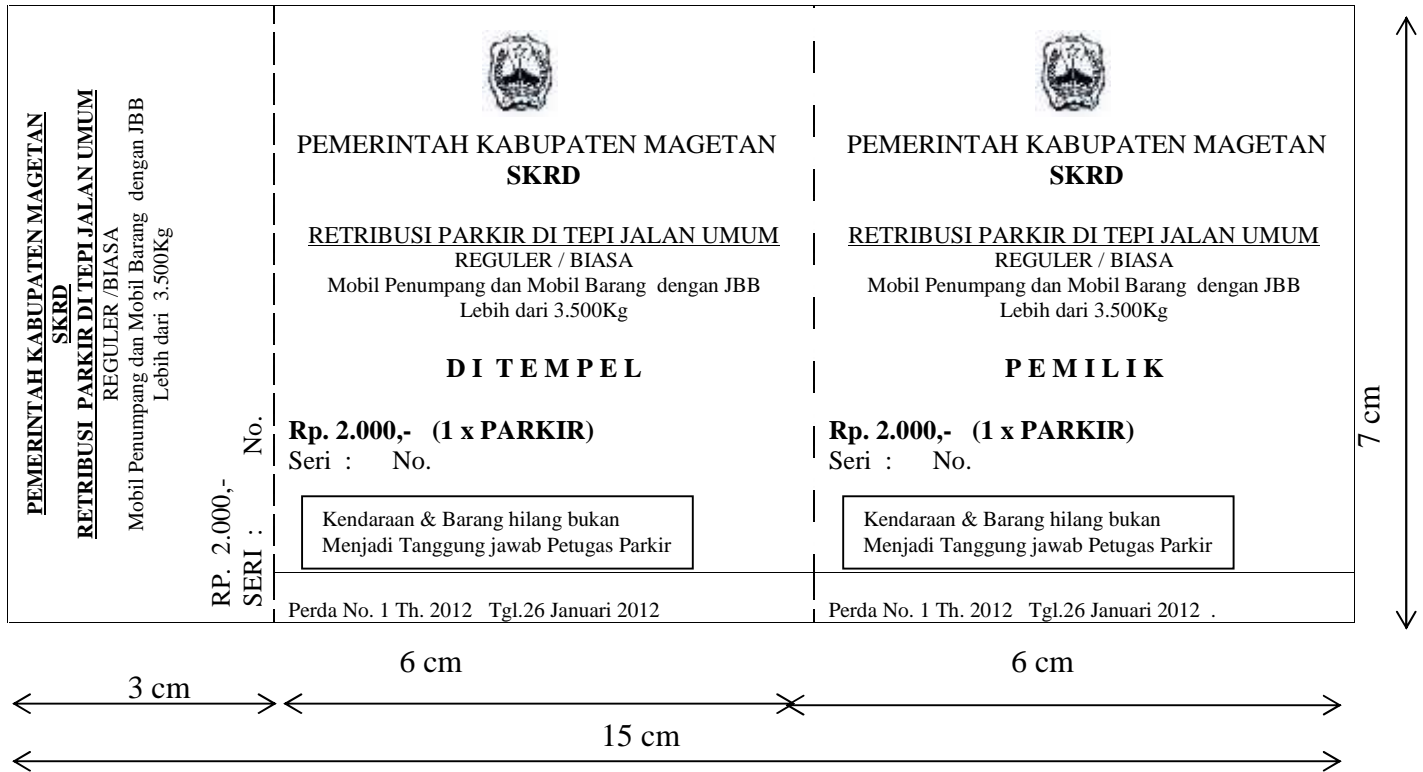 PEMERINTAH KABUPATEN MAGETAN
SKRD
RETRIBUSI PARKIR DI TEPI JALAN UMUM
REGULER /BIASA
Mobil Penumpang dan Mobil Barang dengan JBB
Lebih dari 3.500Kg
RP. 2.000,-
SERI : No.
PEMERINTAH KABUPATEN MAGETAN
SKRD
RETRIBUSI PARKIR DI TEPI JALAN UMUM
REGULER / BIASA
Mobil Penumpang dan Mobil Barang dengan JBB
Lebih dari 3.500Kg
D I T E M P E L
Rp. 2.000,- (1 x PARKIR)
Seri : No.
Kendaraan & Barang hilang bukan
Menjadi Tanggung jawab Petugas Parkir
Perda No. 1 Th. 2012 Tgl.26 Januari 2012
PEMERINTAH KABUPATEN MAGETAN
SKRD
RETRIBUSI PARKIR DI TEPI JALAN UMUM
REGULER / BIASA
Mobil Penumpang dan Mobil Barang dengan JBB
Lebih dari 3.500Kg
P E M I L I K
Rp. 2.000,- (1 x PARKIR)
Seri : No.
Kendaraan & Barang hilang bukan
Menjadi Tanggung jawab Petugas Parkir
Perda No. 1 Th. 2012 Tgl.26 Januari 2012 .
7 cm
3 cm
6 cm
6 cm
15 cm